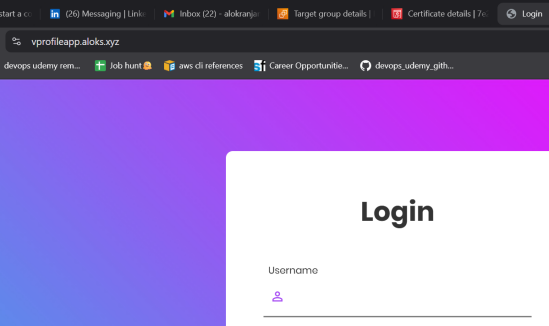 start a co
(26) Messaging | Linke
Inbox (22) - alokranjan
Target group details |
Certificate details | 7e
Login
vprofileapp.aloks.xyz
devops udemy rem...
Job hunt
aws cli references
Career Opportunitie...
devops_udemy_gith...
Login
Username